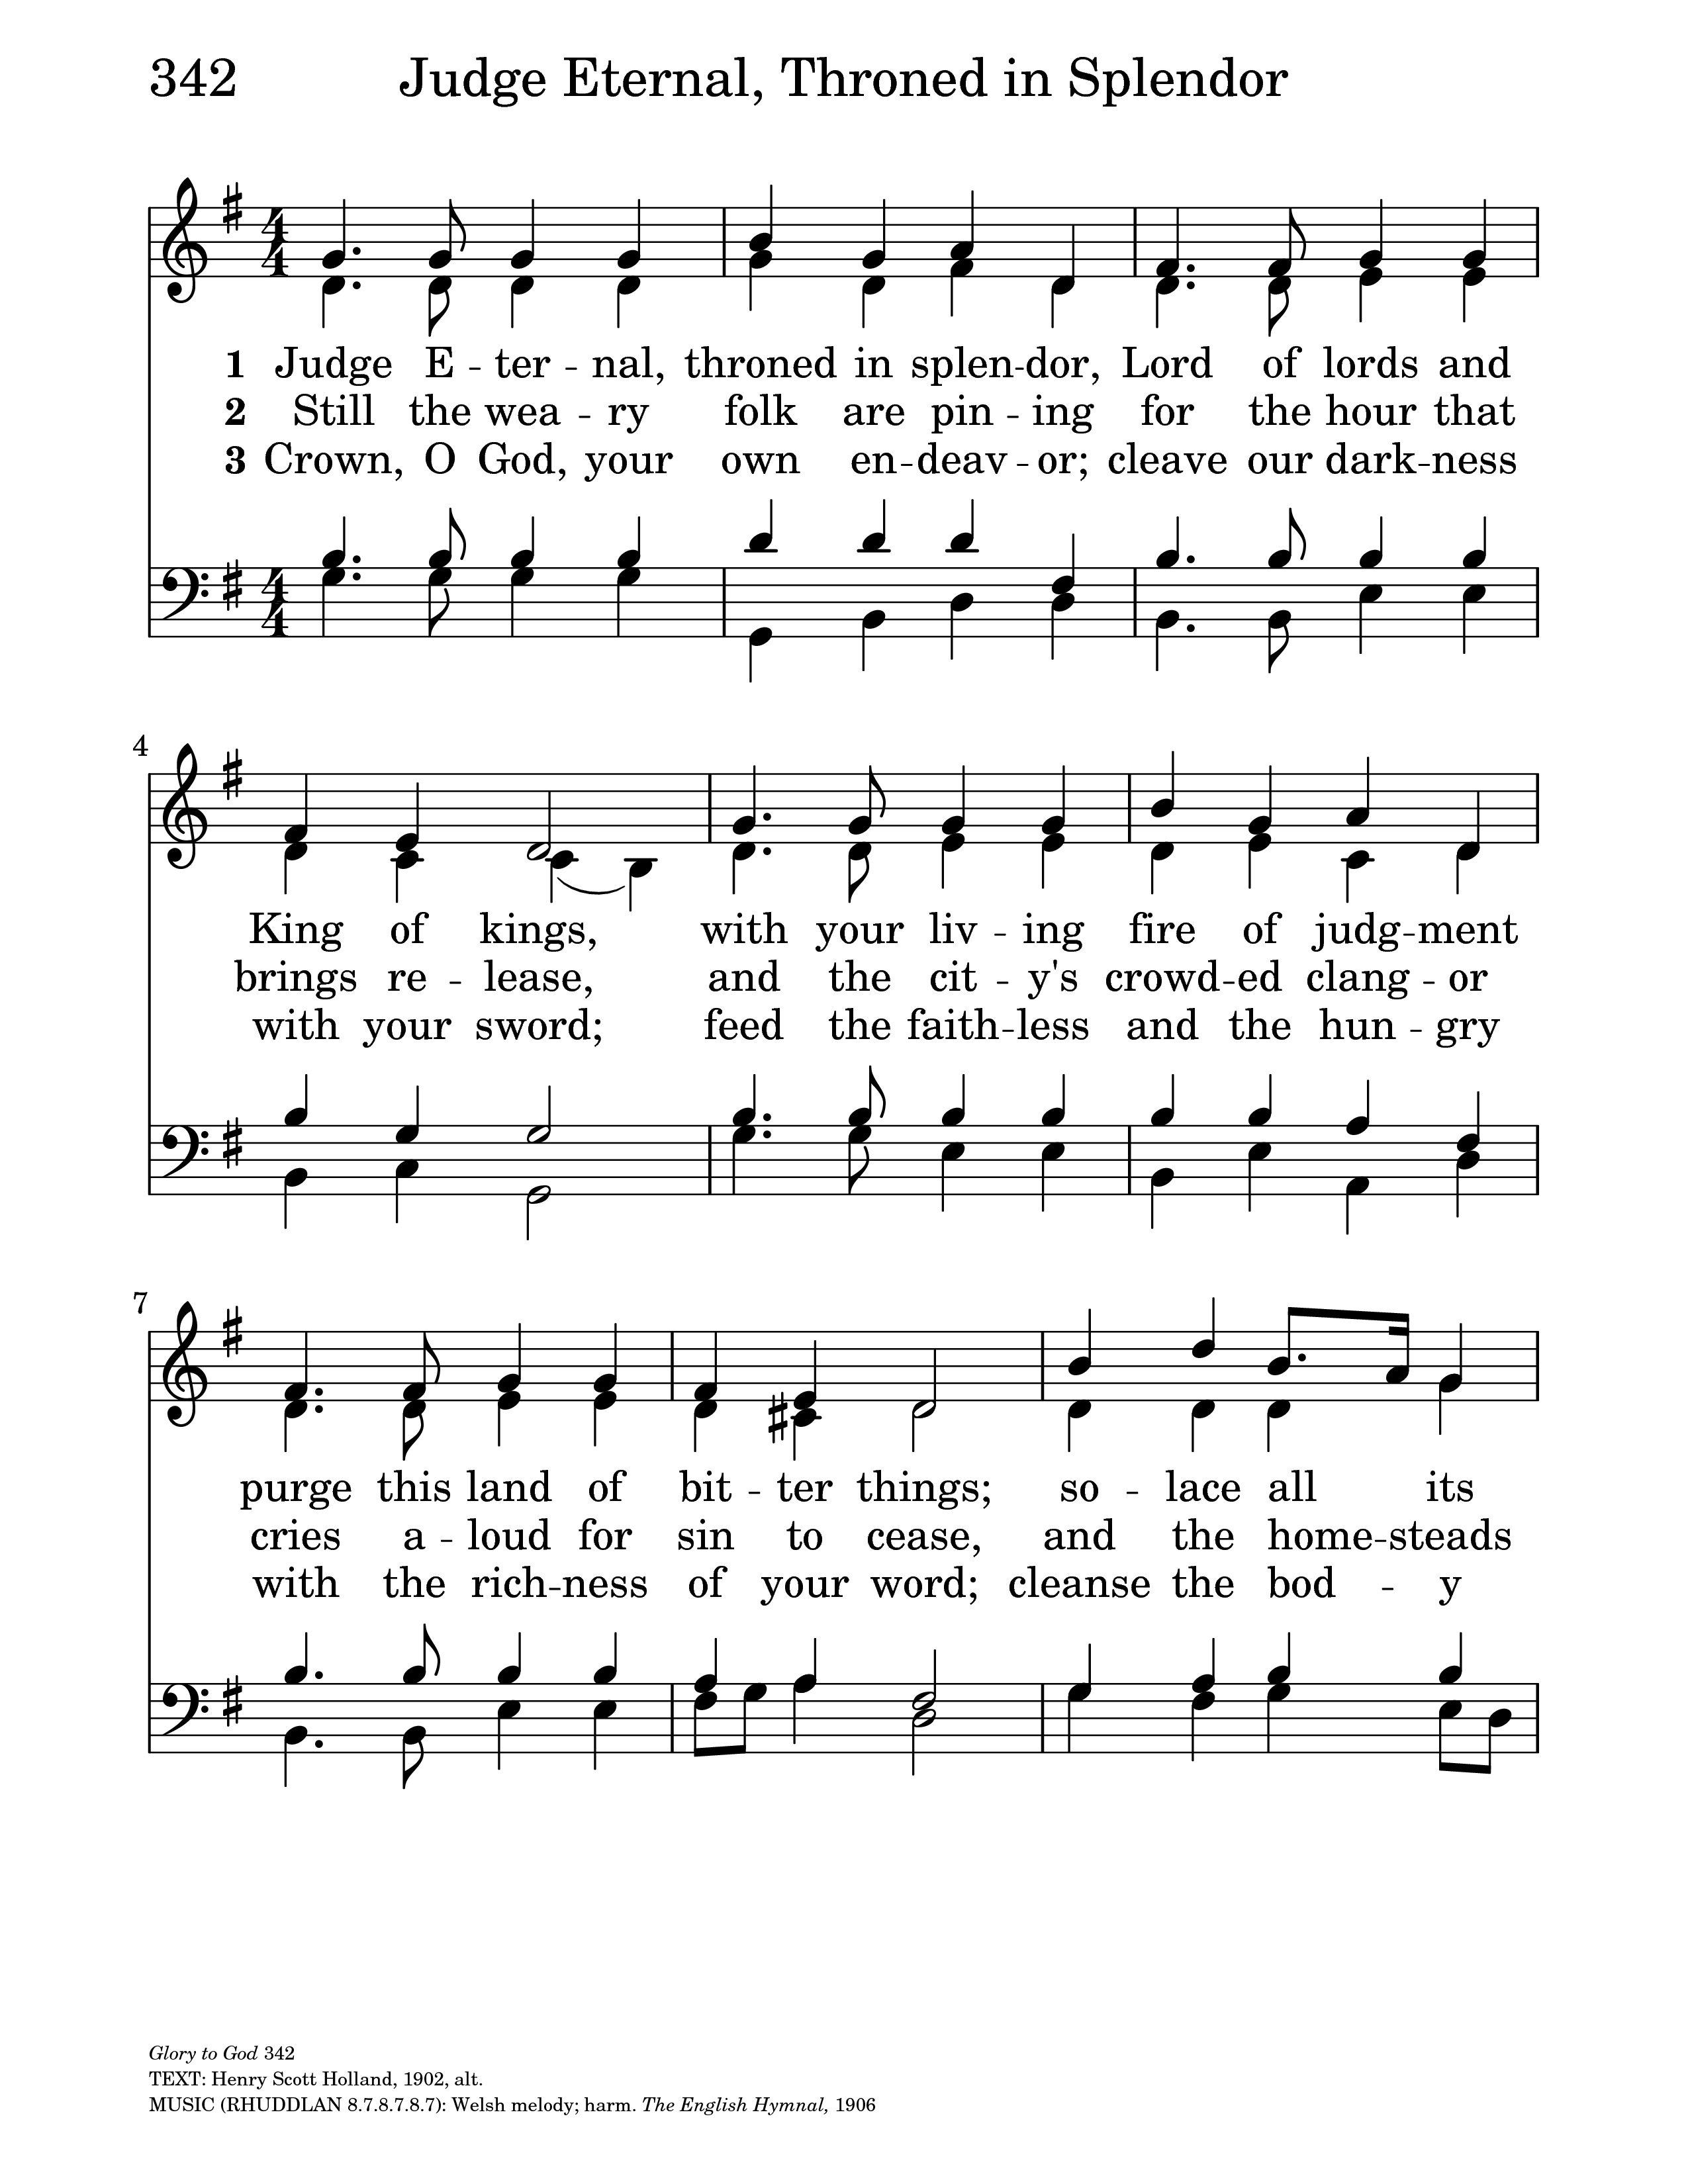 342 Judge Eternal, Throned in Splendor
1 Judge E - ter - nal, throned in splen - dor, Lord of lords and
2 Still the wea - ry folk are pin - ing for the hour that
3 Crown, O God, your own en - deav - or; cleave our dark - ness
4
King of kings, with your liv - ing fire of judg - ment
brings re - lease, and the cit - y's crowd - ed clang - or
with your sword; feed the faith - less and the hun - gry
7
purge this land of bit - ter things; so - lace all its
cries a - loud for sin to cease, and the home - steads
with the rich - ness of your word; cleanse the bod - y
Glory to God 342
TEXT: Henry Scott Holland, 1902, alt.
MUSIC (RHUDDLAN 8.7.8.7.8.7): Welsh melody; harm. The English Hymnal, 1906